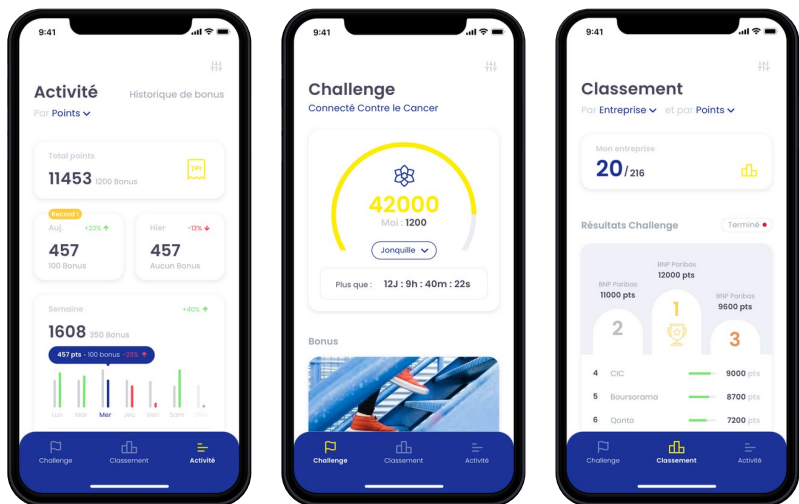 9:41
Activité
Historique de bonus
Par Points
Total points
11453 1200 Bonus
Record !
Auj. +23%
457
100 Bonus
Hier -13%
457
Aucun Bonus
Semaine +40%
1608 350 Bonus
457 pts - 100 bonus -23%
Lun Mar Mer Jeu Ven Sam Dim
Challenge Classement Activité
9:41
Challenge
Connecté Contre le Cancer
42000
Moi : 1200
Jonquille
Plus que : 12J : 9h : 40m : 22s
Bonus
Challenge Classement Activité
9:41
Classement
Par Entreprise et par Points
Mon entreprise
20/216
Résultats Challenge Terminé
BNP Paribas
12000 pts
1
BNP Paribas
11000 pts
2
BNP Paribas
9600 pts
3
4 CIC 9000 pts
5 Boursorama 8700 pts
6 Qonto 7200 pts
Challenge Classement Activité